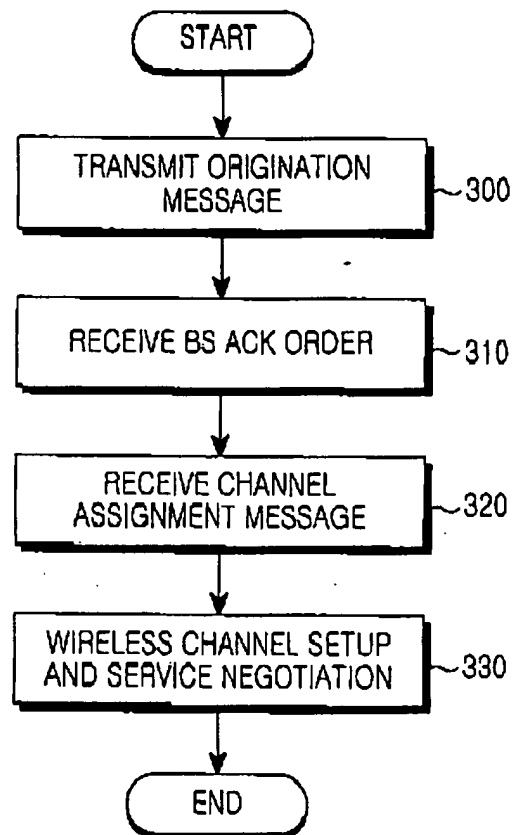 START
TRANSMIT ORIGINATION
MESSAGE
300
RECEIVE BS ACK ORDER
310
RECEIVE CHANNEL
ASSIGNMENT MESSAGE
320
WIRELESS CHANNEL SETUP
AND SERVICE NEGOTIATION
330
END